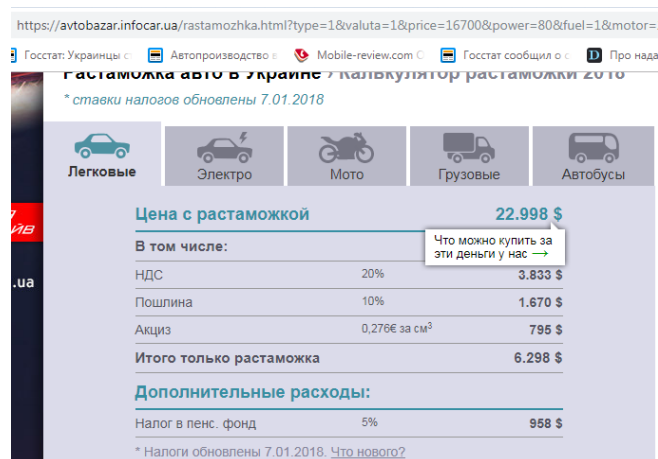 https://avtobazar.infocar.ua/rastamozhka.html?type=1&valuta=1&price=16700&power=80&fuel=1&motor=
Госстат: Украинцы с Автопроизводство в Mobile-review.com О Госстат сообщил о с D Про нада
Растаможка авто в Украине › Калькулятор растаможки 2018
* ставки налогов обновлены 7.01.2018
Легковые Электро Мото Грузовые Автобусы
Цена с растаможкой 22.998 $
Что можно купить за
эти деньги у нас →
В том числе:
НДС 20% 3.833 $
Пошлина 10% 1.670 $
.ua
Акциз 0,276€ за см³ 795 $
Итого только растаможка 6.298 $
Дополнительные расходы:
Налог в пенс. фонд 5% 958 $
* Налоги обновлены 7.01.2018. Что нового?